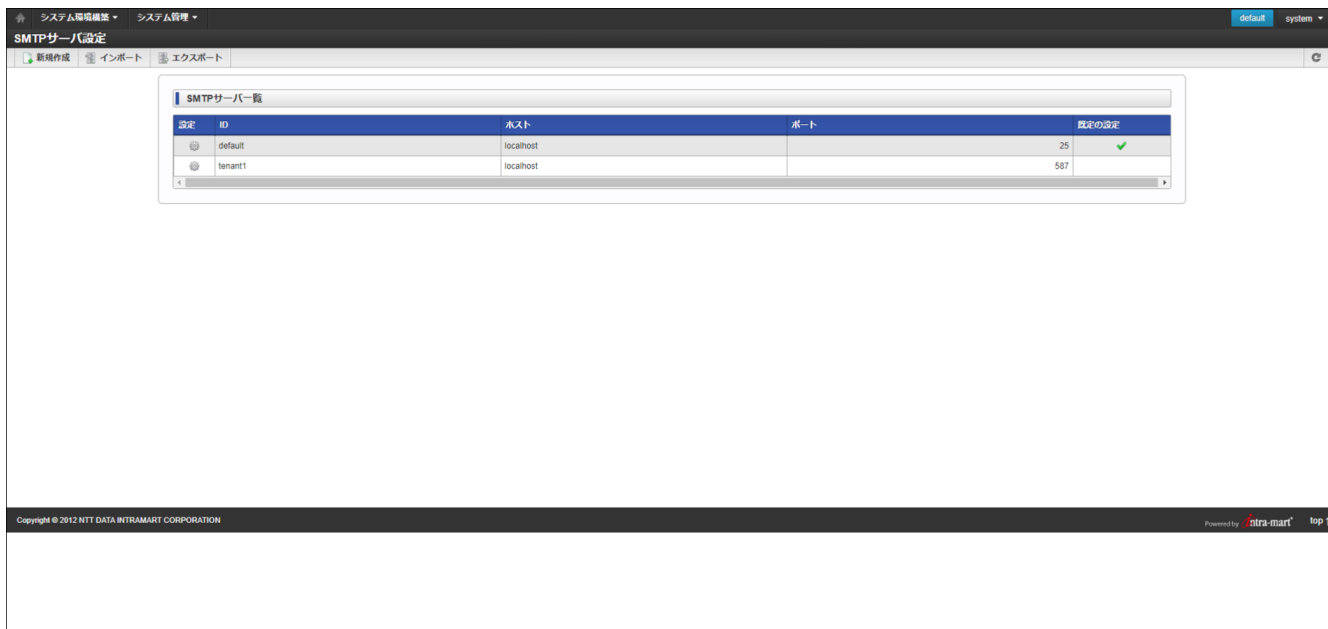 システム環境構築 システム管理 default system
SMTPサーバ設定
新規作成 インポート エクスポート
SMTPサーバー覧
設定 ID ホスト ポート 既定の設定
default localhost 25
tenant1 localhost 587
Copyright © 2012 NTT DATA INTRAMART CORPORATION Powered by intra-mart top